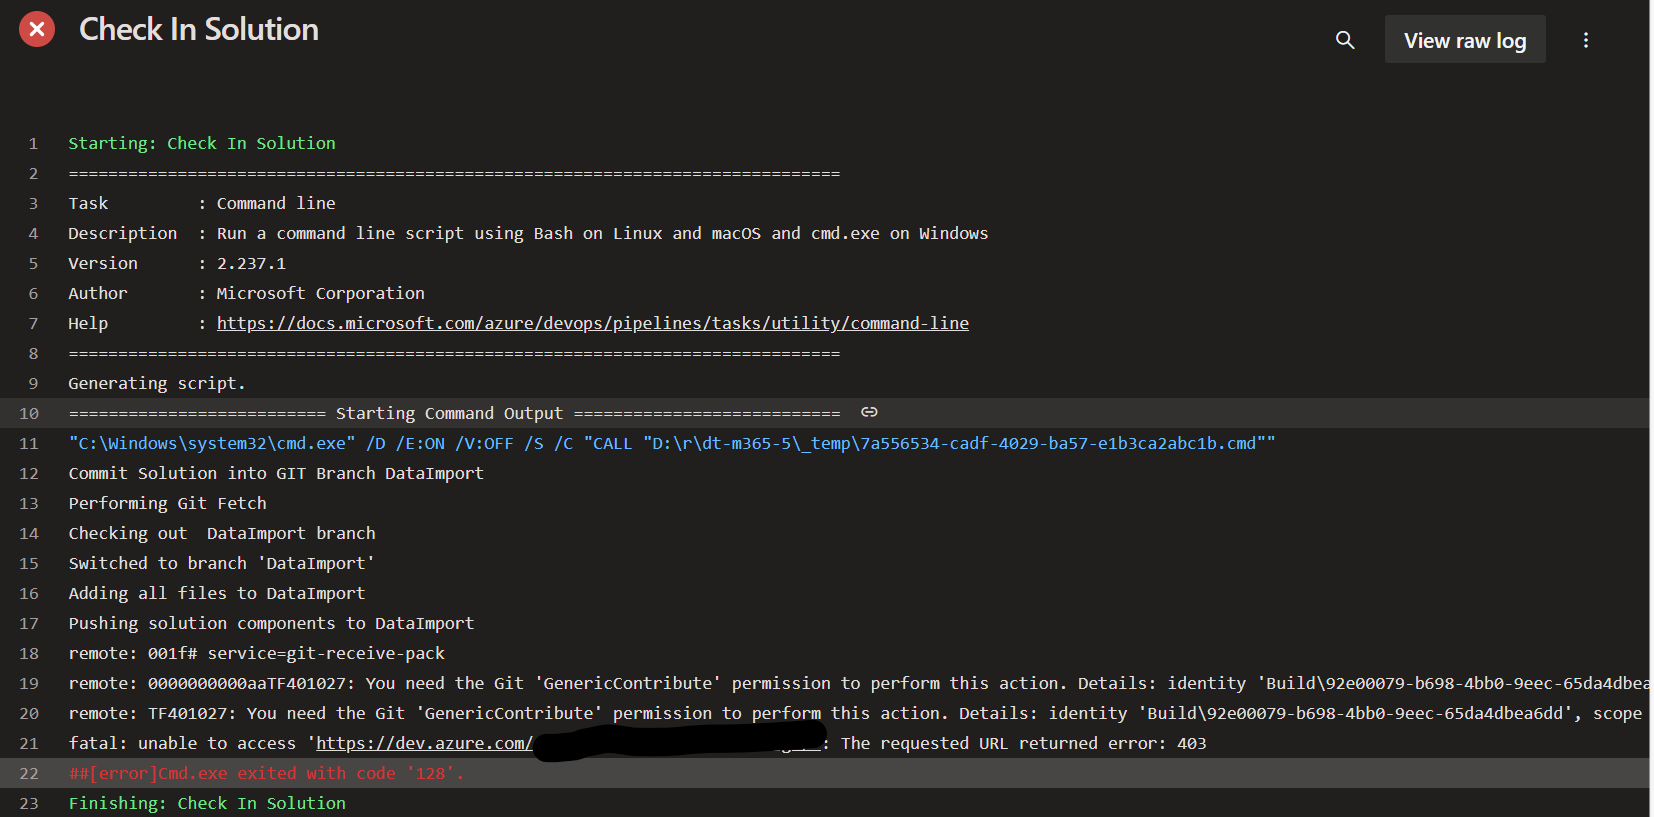 Check In Solution
View raw log
1 Starting: Check In Solution
2 ==============================================================================
3 Task         : Command line
4 Description  : Run a command line script using Bash on Linux and macOS and cmd.exe on Windows
5 Version      : 2.237.1
6 Author       : Microsoft Corporation
7 Help         : https://docs.microsoft.com/azure/devops/pipelines/tasks/utility/command-line
8 ==============================================================================
9 Generating script.
10 ========================== Starting Command Output ===========================
11 "C:\Windows\system32\cmd.exe" /D /E:ON /V:OFF /S /C "CALL "D:\r\dt-m365-5\_temp\7a556534-cadf-4029-ba57-e1b3ca2abc1b.cmd""
12 Commit Solution into GIT Branch DataImport
13 Performing Git Fetch
14 Checking out  DataImport branch
15 Switched to branch 'DataImport'
16 Adding all files to DataImport
17 Pushing solution components to DataImport
18 remote: 001f# service=git-receive-pack
19 remote: 0000000000aaTF401027: You need the Git 'GenericContribute' permission to perform this action. Details: identity 'Build\92e00079-b698-4bb0-9eec-65da4dbea
20 remote: TF401027: You need the Git 'GenericContribute' permission to perform this action. Details: identity 'Build\92e00079-b698-4bb0-9eec-65da4dbea6dd', scope
21 fatal: unable to access 'https://dev.azure.com/ : The requested URL returned error: 403
22 ##[error]Cmd.exe exited with code '128'.
23 Finishing: Check In Solution